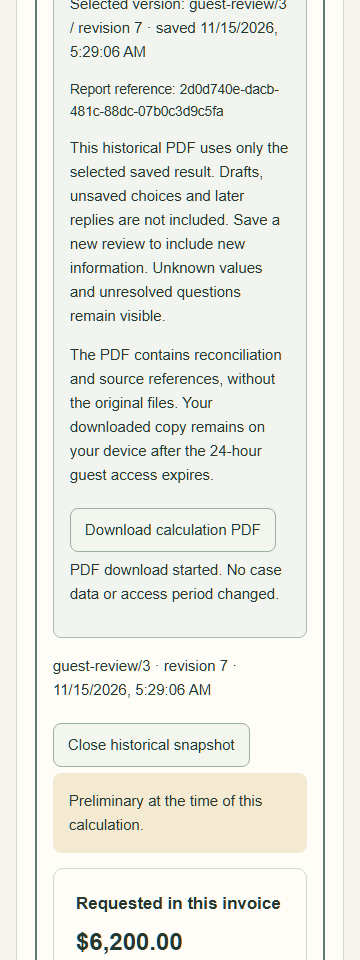 Selected version: guest-review/3
/ revision 7 · saved 11/15/2026,
5:29:06 AM
Report reference: 2d0d740e-dacb-
481c-88dc-07b0c3d9c5fa
This historical PDF uses only the
selected saved result. Drafts,
unsaved choices and later
replies are not included. Save a
new review to include new
information. Unknown values
and unresolved questions
remain visible.
The PDF contains reconciliation
and source references, without
the original files. Your
downloaded copy remains on
your device after the 24-hour
guest access expires.
Download calculation PDF
PDF download started. No case
data or access period changed.
guest-review/3 · revision 7 ·
11/15/2026, 5:29:06 AM
Close historical snapshot
Preliminary at the time of this
calculation.
Requested in this invoice
$6,200.00